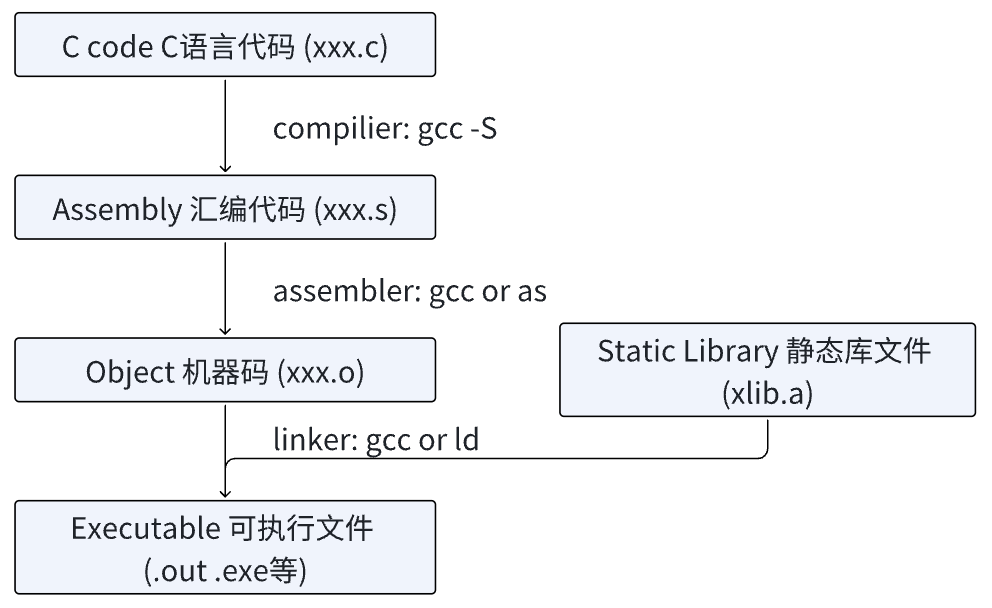 C code C语言代码 (xxx.c)
compilier: gcc -S
Assembly 汇编代码 (xxx.s)
assembler: gcc or as
Object 机器码 (xxx.o)
Static Library 静态库文件
(xlib.a)
linker: gcc or ld
Executable 可执行文件
(.out .exe等)